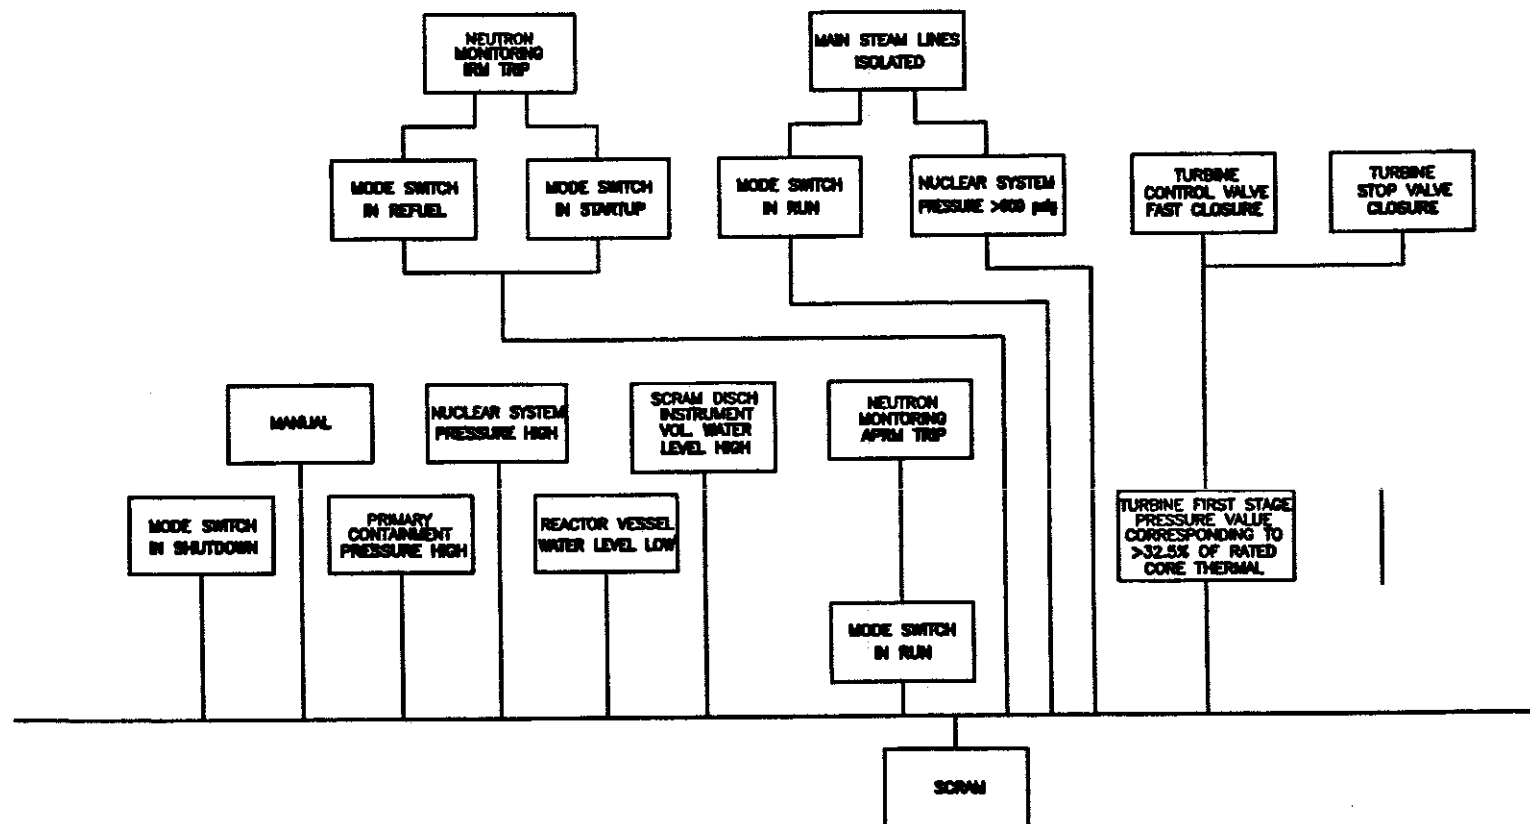 NEUTRON
MONITORING
IRM TRIP
MAIN STEAM LINES
ISOLATED
MODE SWITCH
IN REFUEL
MODE SWITCH
IN STARTUP
MODE SWITCH
IN RUN
NUCLEAR SYSTEM
PRESSURE psig
TURBINE
CONTROL VALVE
FAST CLOSURE
TURBINE
STOP VALVE
CLOSURE
MANUAL
NUCLEAR SYSTEM
PRESSURE HIGH
SCRAM DISCH
INSTRUMENT
VOL. WATER
LEVEL HIGH
NEUTRON
MONTORING
APRM TRIP
MODE SWITCH
IN SHUTDOWN
PRIMARY
CONTAINMENT
PRESSURE HIGH
REACTOR VESSEL
WATER LEVEL LOW
TURBINE FIRST STAGE
PRESSURE VALUE
CORRESPONDING TO
>32.5% OF RATED
CORE THERMAL
MODE SWITCH
IN RUN
SCRAM